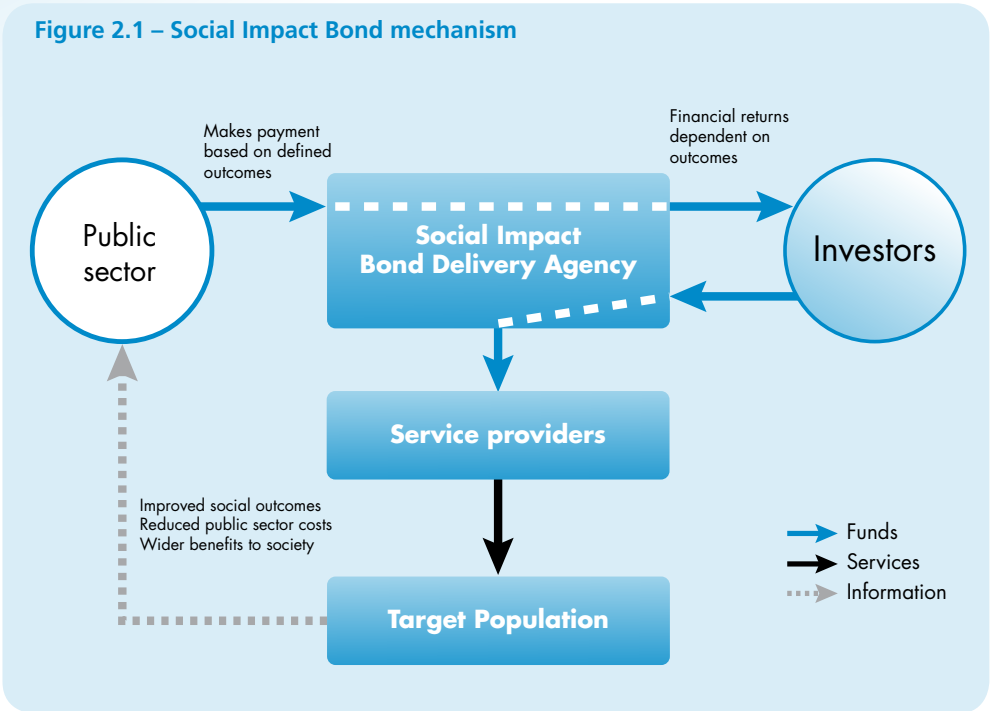 Figure 2.1 – Social Impact Bond mechanism
Makes payment
based on defined
outcomes
Financial returns
dependent on
outcomes
Public
sector
Social Impact
Bond Delivery Agency
Investors
Service providers
Improved social outcomes
Reduced public sector costs
Wider benefits to society
Funds
Services
Information
Target Population